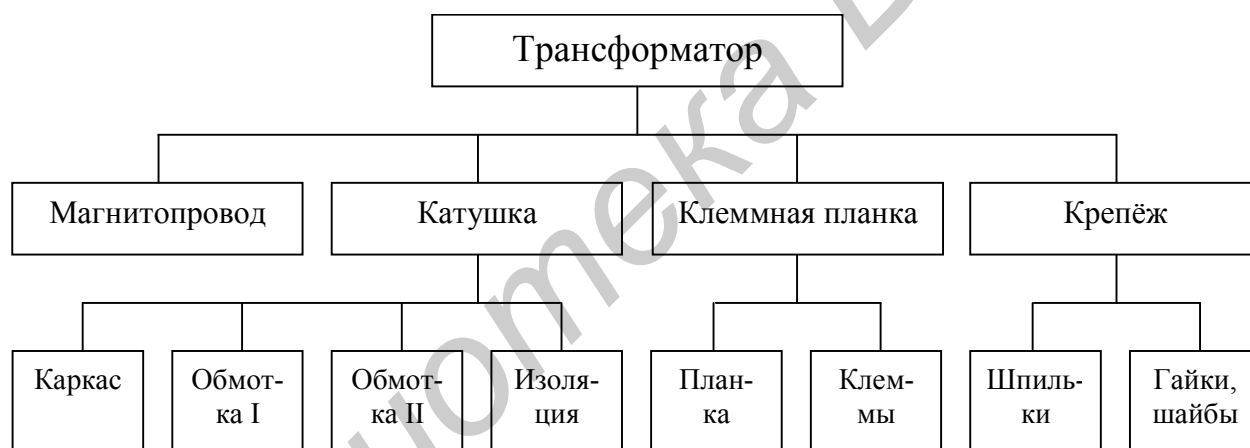 Трансформатор
Магнитопровод
Катушка
Клеммная планка
Крепёж
Каркас
Обмот-
ка I
Обмот-
ка II
Изоля-
ция
План-
ка
Клем-
мы
Шпиль-
ки
Гайки,
шайбы